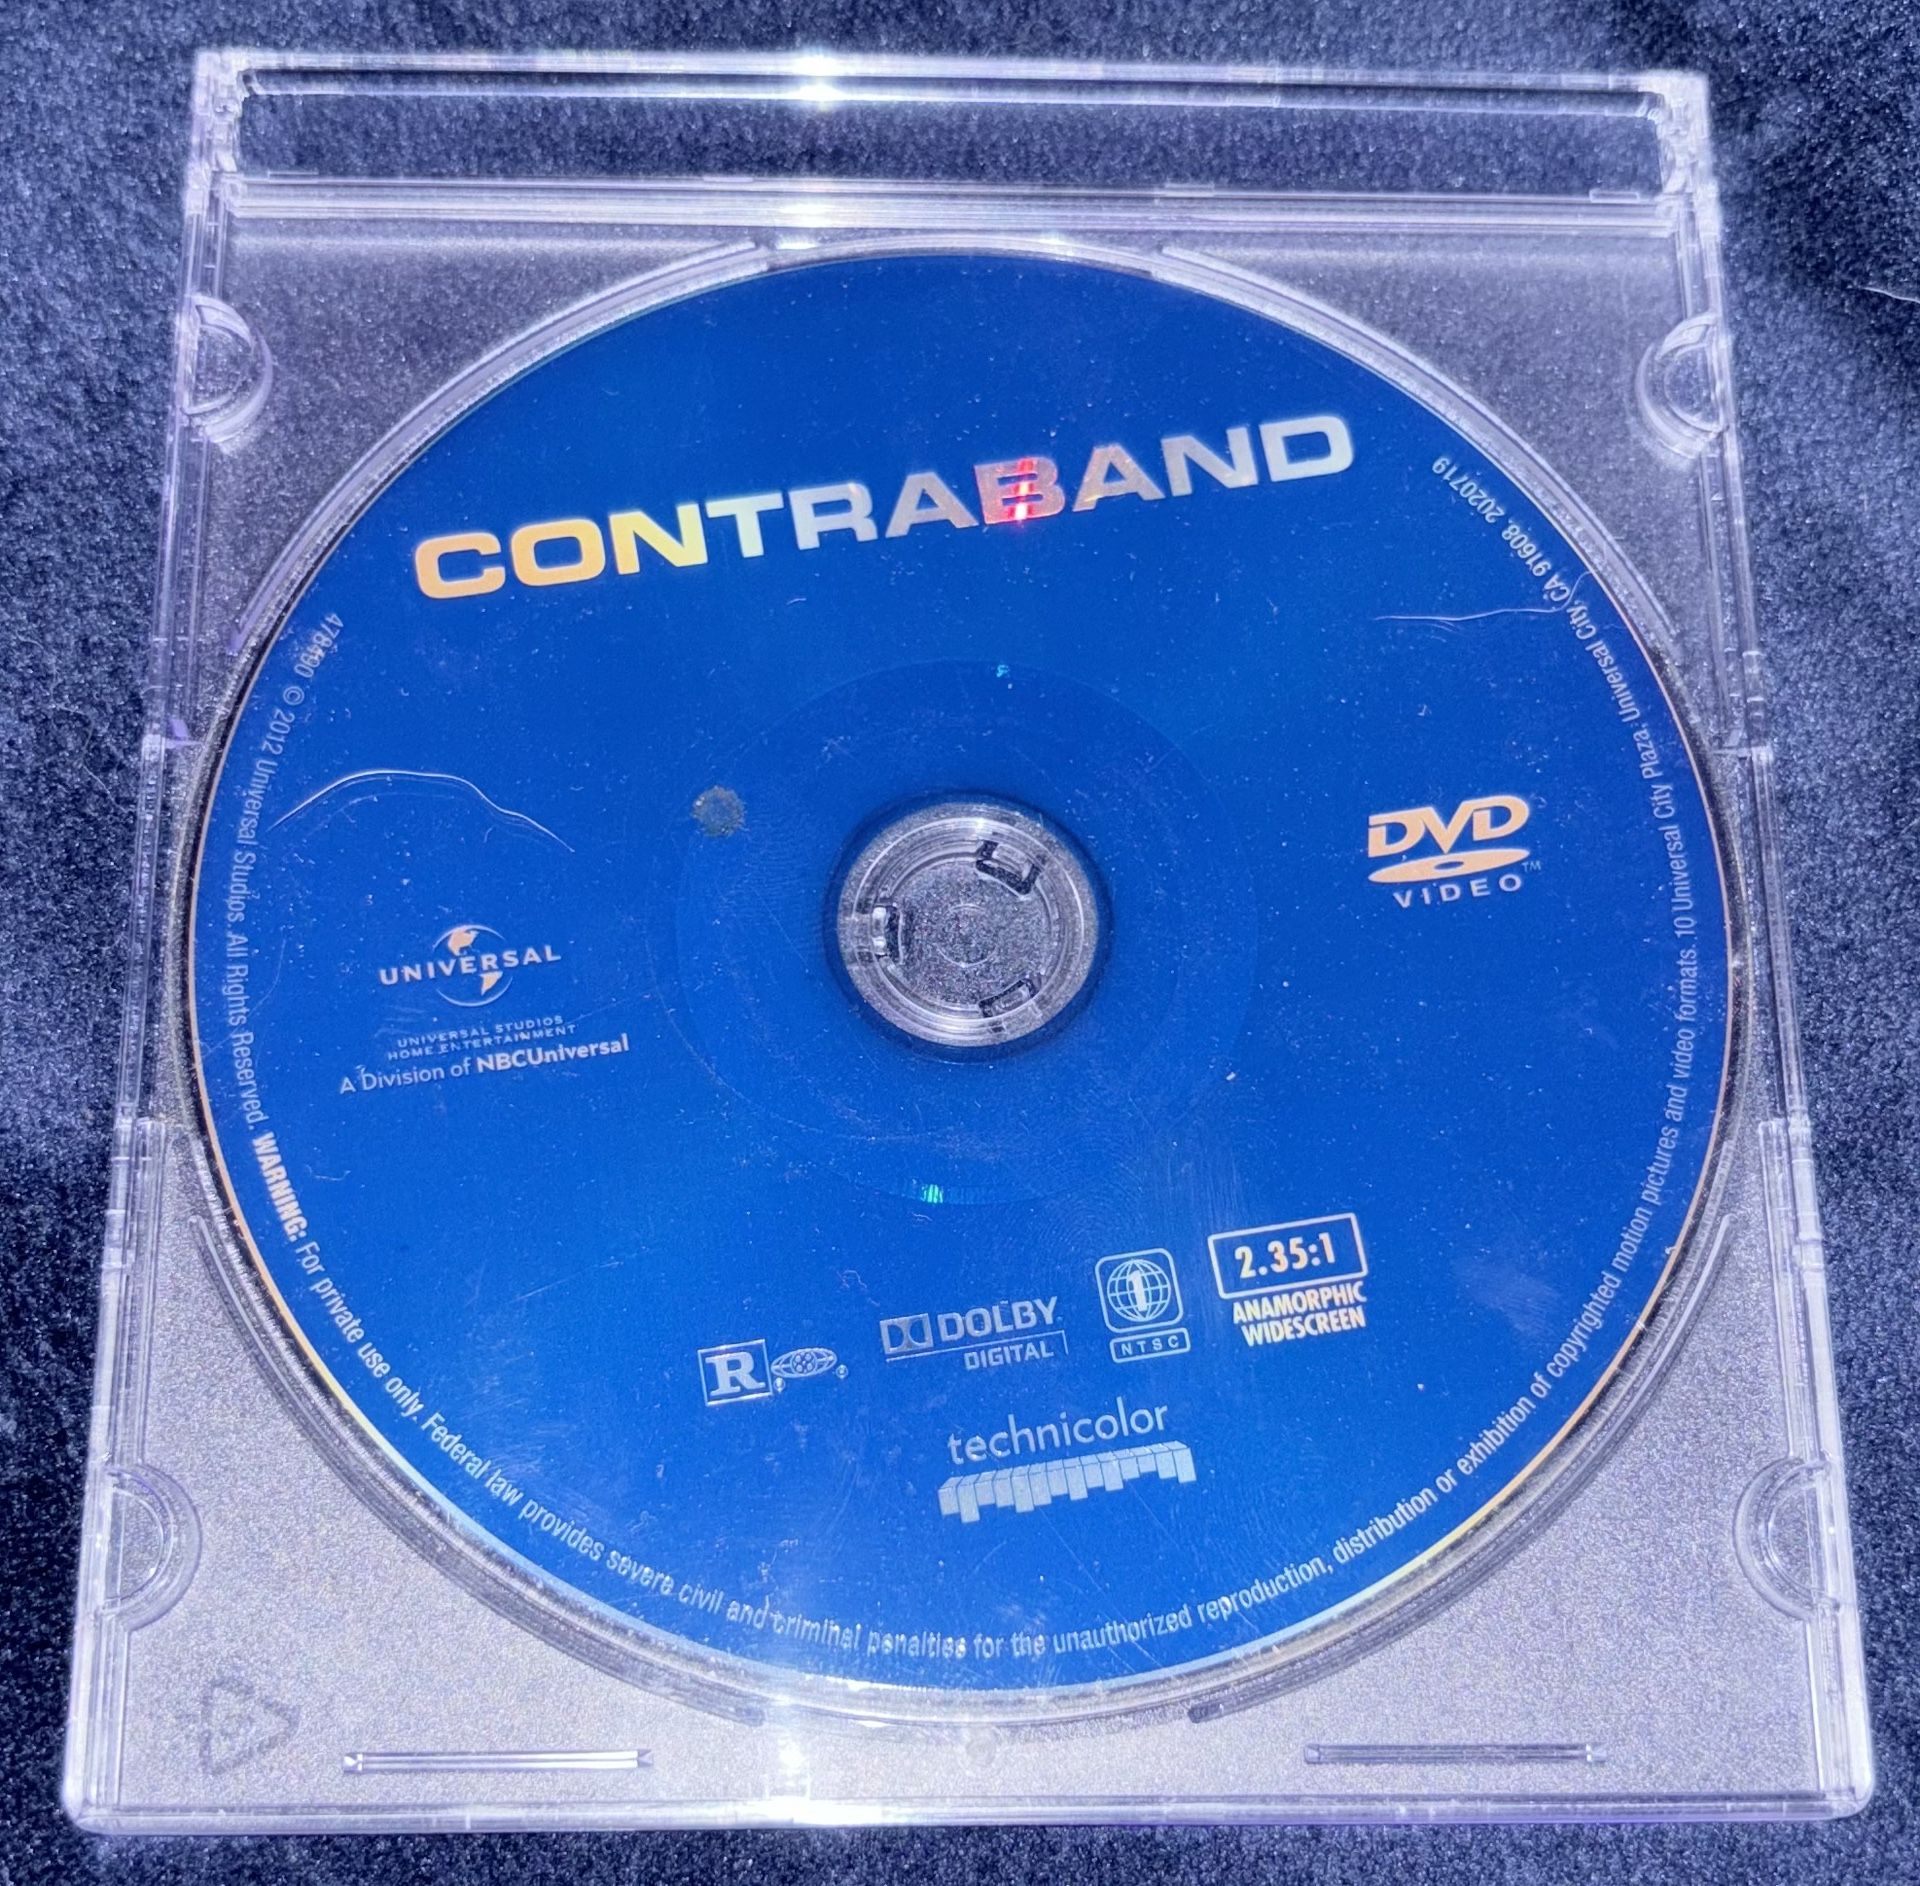 CONTRABAND
DVD
VIDEO™
UNIVERSAL
UNIVERSAL STUDIOS
HOME ENTERTAINMENT
A Division of NBCUniversal
R
DOLBY
DIGITAL
1
NTSC
2.35:1
ANAMORPHIC
WIDESCREEN
technicolor
© 2012 Universal Studios. All Rights Reserved. WARNING: For private use only. Federal law provides severe civil and criminal penalties for the unauthorized reproduction, distribution or exhibition of copyrighted motion pictures and video formats. 10 Universal City Plaza, Universal City, CA 91608. 2020719